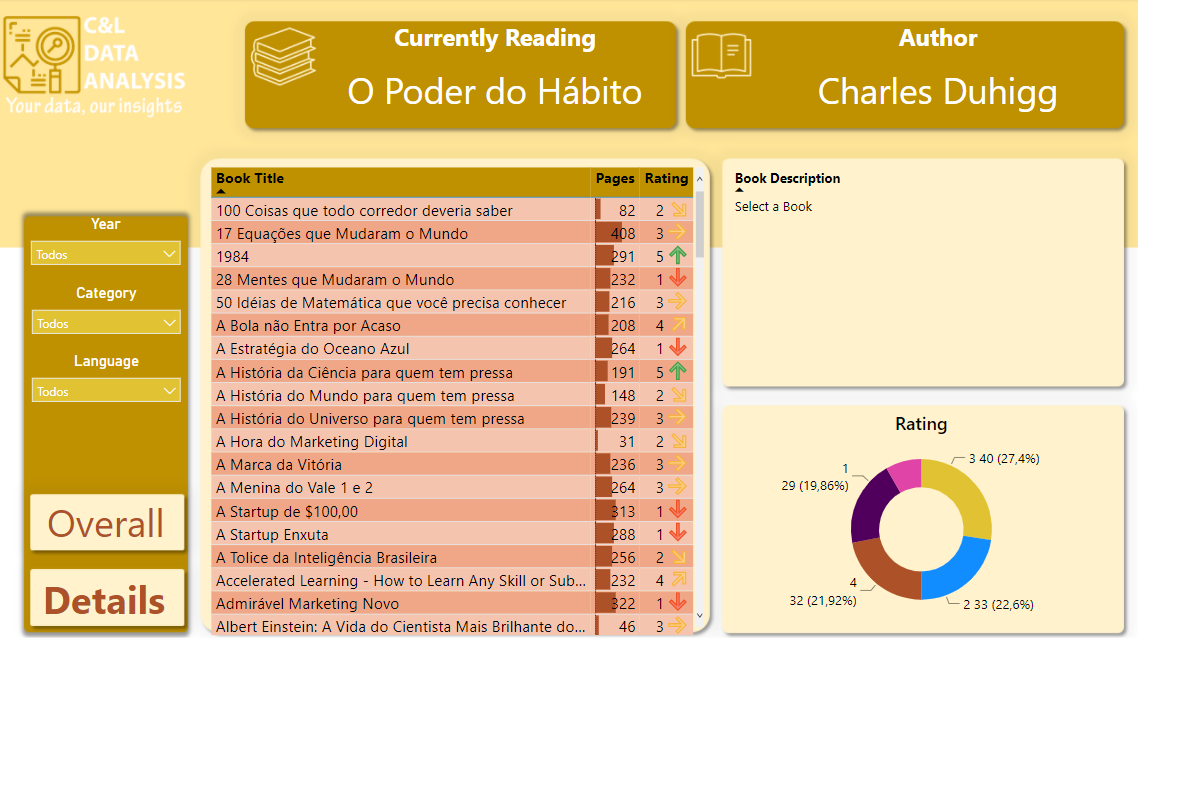 C&L
DATA
ANALYSIS
Your data, our insights
Currently Reading
O Poder do Hábito
Author
Charles Duhigg
Year
Todos
Category
Todos
Language
Todos
Overall
Details
Book Title Pages Rating
100 Coisas que todo corredor deveria saber 82 2
17 Equações que Mudaram o Mundo 408 3
1984 291 5
28 Mentes que Mudaram o Mundo 232 1
50 Idéias de Matemática que você precisa conhecer 216 3
A Bola não Entra por Acaso 208 4
A Estratégia do Oceano Azul 264 1
A História da Ciência para quem tem pressa 191 5
A História do Mundo para quem tem pressa 148 2
A História do Universo para quem tem pressa 239 3
A Hora do Marketing Digital 31 2
A Marca da Vitória 236 3
A Menina do Vale 1 e 2 264 3
A Startup de $100,00 313 1
A Startup Enxuta 288 1
A Tolice da Inteligência Brasileira 256 2
Accelerated Learning - How to Learn Any Skill or Sub... 232 4
Admirável Marketing Novo 322 1
Albert Einstein: A Vida do Cientista Mais Brilhante do... 46 3
Book Description
Select a Book
Rating
3 40 (27,4%)
1
29 (19,86%)
4
32 (21,92%)
2 33 (22,6%)